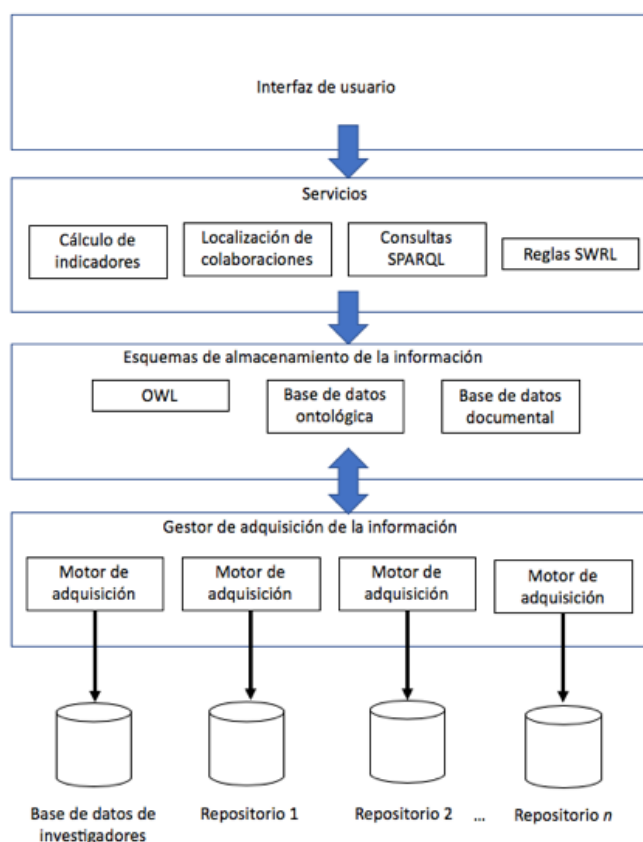 Interfaz de usuario
Servicios
Cálculo de
indicadores
Localización de
colaboraciones
Consultas
SPARQL
Reglas SWRL
Esquemas de almacenamiento de la información
OWL
Base de datos
ontológica
Base de datos
documental
Gestor de adquisición de la información
Motor de
adquisición
Motor de
adquisición
Motor de
adquisición
Motor de
adquisición
Base de datos de
investigadores
Repositorio 1
Repositorio 2
...
Repositorio n